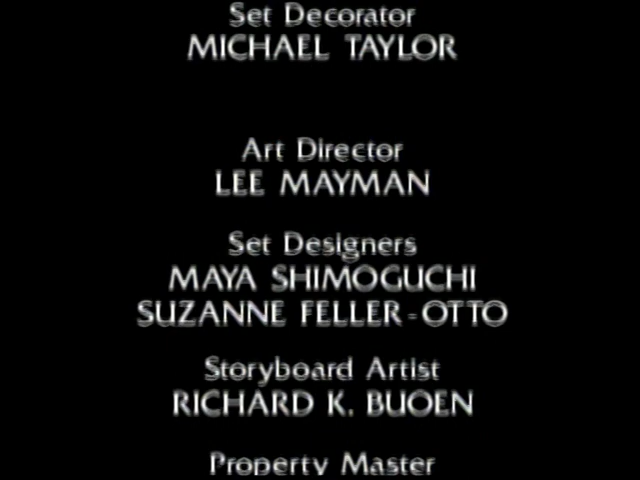 Set Decorator
MICHAEL TAYLOR
Art Director
LEE MAYMAN
Set Designers
MAYA SHIMOGUCHI
SUZANNE FELLER-OTTO
Storyboard Artist
RICHARD K. BUOEN
Property Master